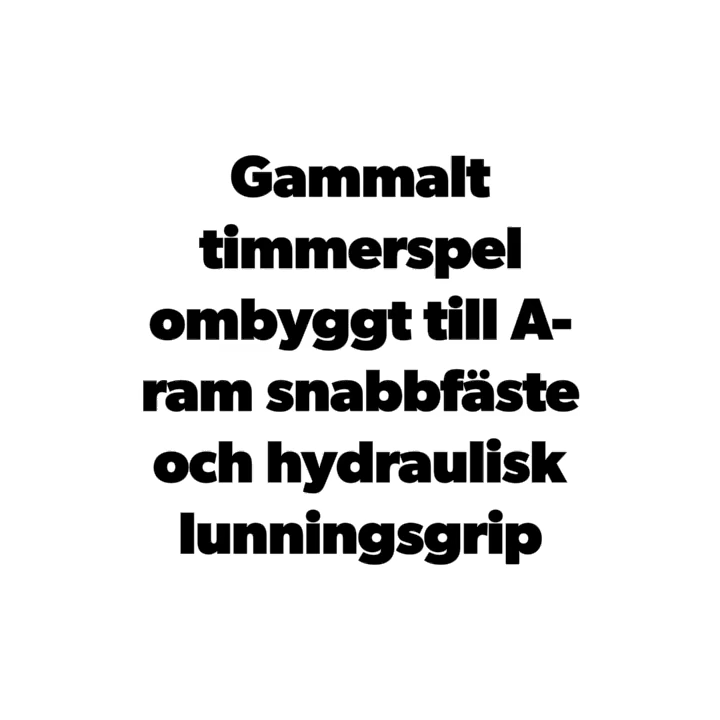 Gammalt
timmerspel
ombyggt till A-
ram snabbfäste
och hydraulisk
lunningsgrip